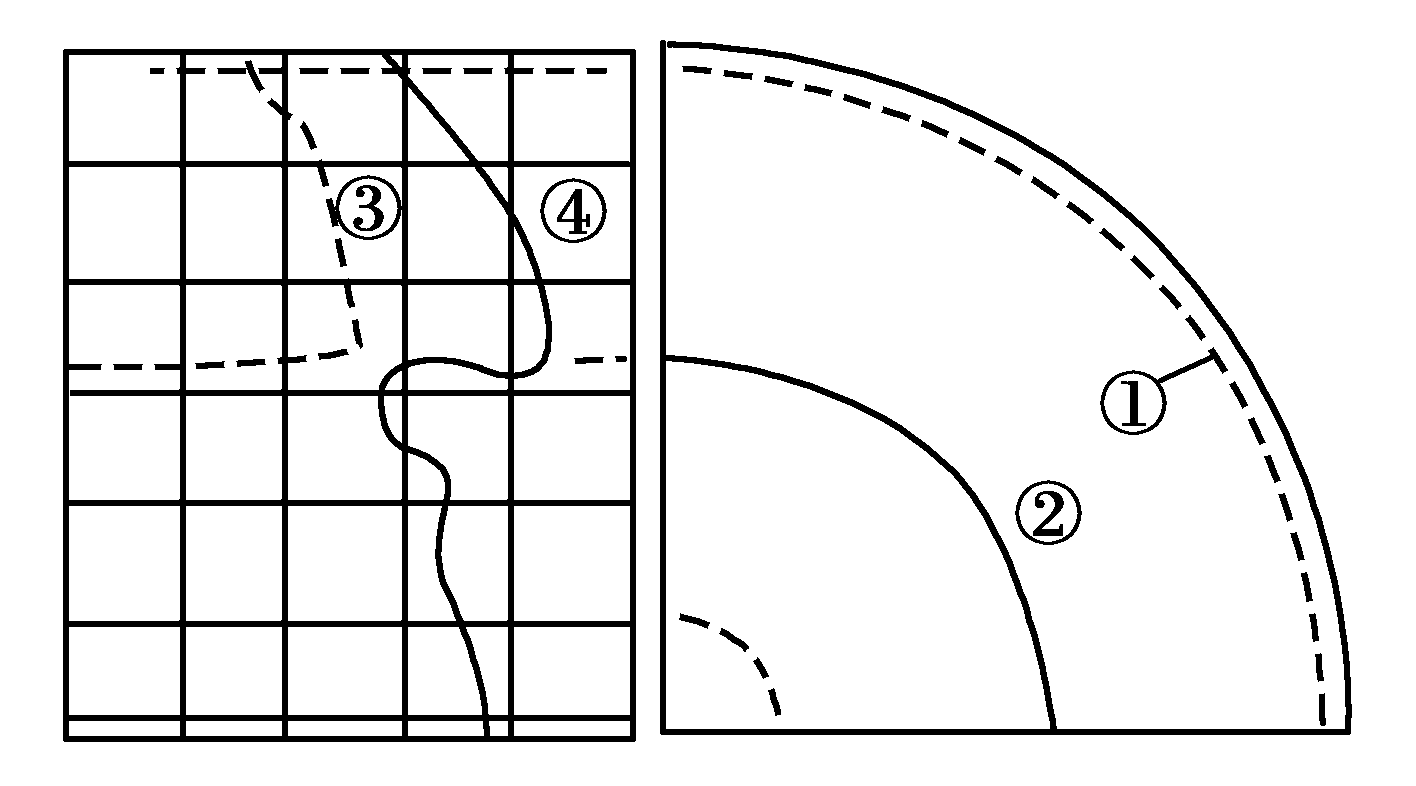 ③ ④
①
②